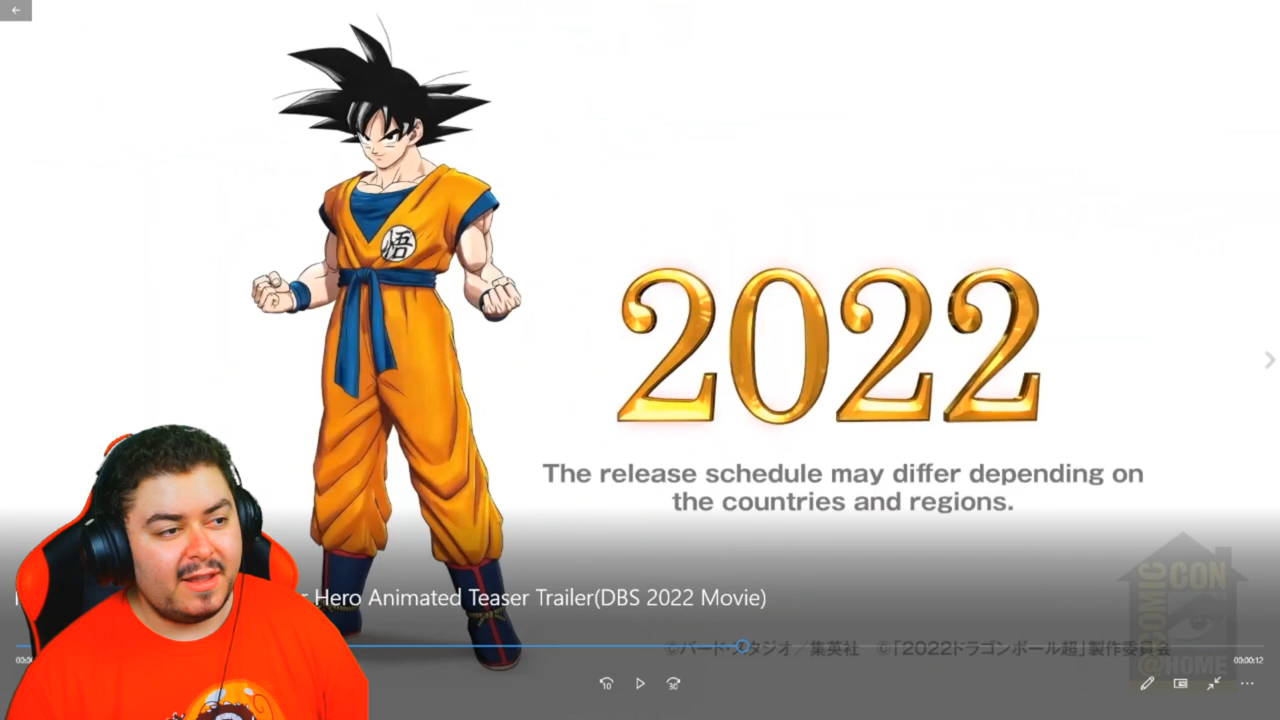 悟
2022
The release schedule may differ depending on
the countries and regions.
Hero Animated Teaser Trailer(DBS 2022 Movie)
©バード・スタジオ／集英社 ©「2022ドラゴンボール超」製作委員会
COMIC CON
@HOME
00:00:12
10
30